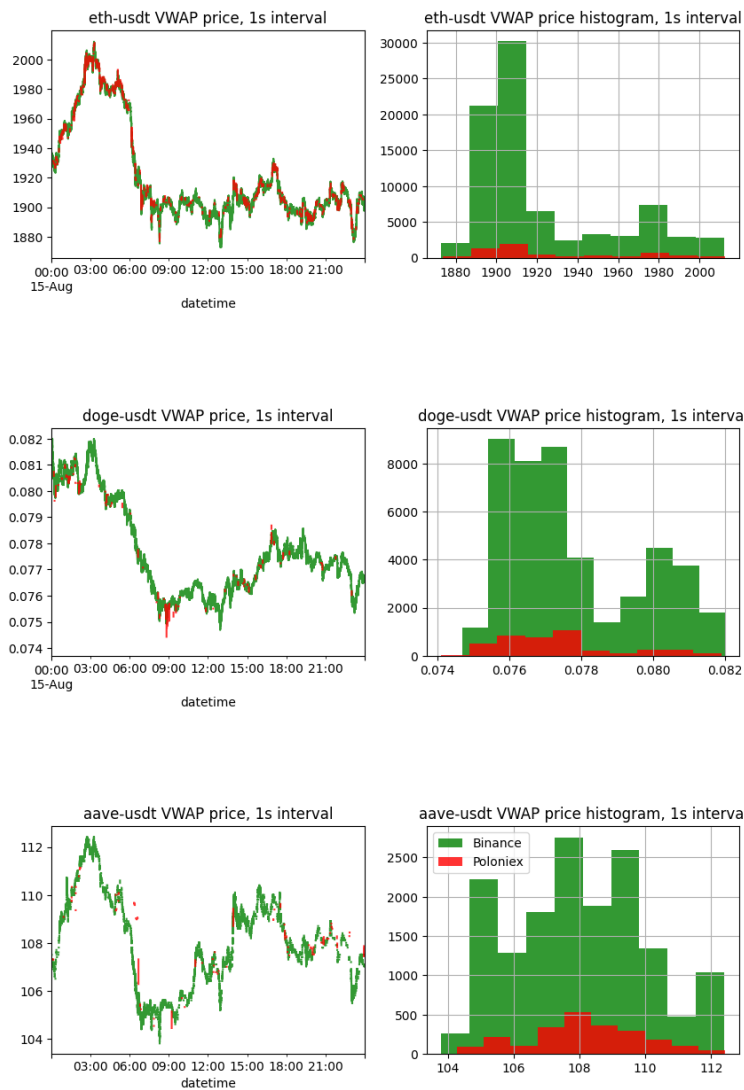 eth-usdt VWAP price, 1s interval
2000
1980
1960
1940
1920
1900
1880
00:00 03:00 06:00 09:00 12:00 15:00 18:00 21:00
15-Aug
datetime
eth-usdt VWAP price histogram, 1s interval
30000
25000
20000
15000
10000
5000
0
1880 1900 1920 1940 1960 1980 2000
doge-usdt VWAP price, 1s interval
0.082
0.081
0.080
0.079
0.078
0.077
0.076
0.075
0.074
00:00 03:00 06:00 09:00 12:00 15:00 18:00 21:00
15-Aug
datetime
doge-usdt VWAP price histogram, 1s interva
8000
6000
4000
2000
0
0.074 0.076 0.078 0.080 0.082
aave-usdt VWAP price, 1s interval
112
110
108
106
104
03:00 06:00 09:00 12:00 15:00 18:00 21:00
datetime
aave-usdt VWAP price histogram, 1s interva
Binance
Poloniex
2500
2000
1500
1000
500
0
104 106 108 110 112